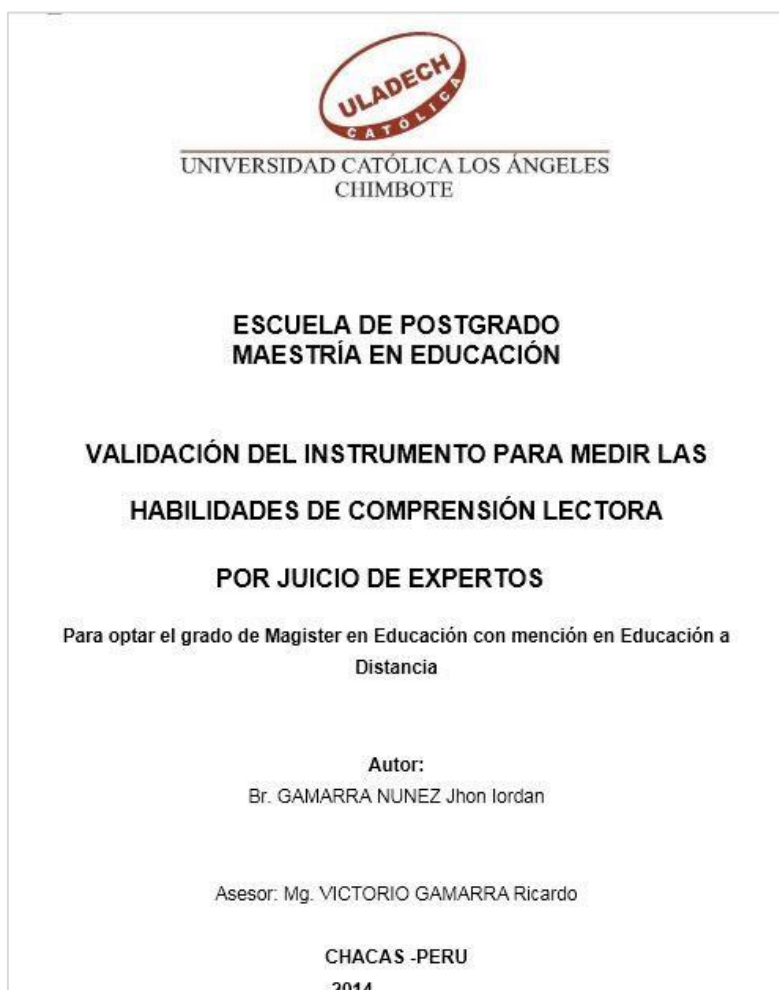 ULADECH
CATÓLICA
UNIVERSIDAD CATÓLICA LOS ÁNGELES
CHIMBOTE
ESCUELA DE POSTGRADO
MAESTRÍA EN EDUCACIÓN
VALIDACIÓN DEL INSTRUMENTO PARA MEDIR LAS
HABILIDADES DE COMPRENSIÓN LECTORA
POR JUICIO DE EXPERTOS
Para optar el grado de Magister en Educación con mención en Educación a
Distancia
Autor:
Br. GAMARRA NUNEZ Jhon Iordan
Asesor: Mg. VICTORIO GAMARRA Ricardo
CHACAS -PERU
2014